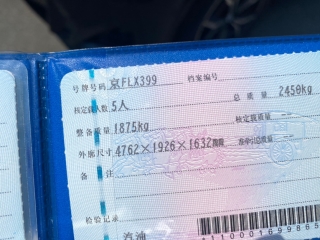 号牌号码 京FLX399 档案编号
核定载人数 5人 总质量 2450kg
整备质量 1875kg 核定载质量
外廓尺寸 4762×1926×1632mm 准牵引总质量
备注
检验记录
汽油